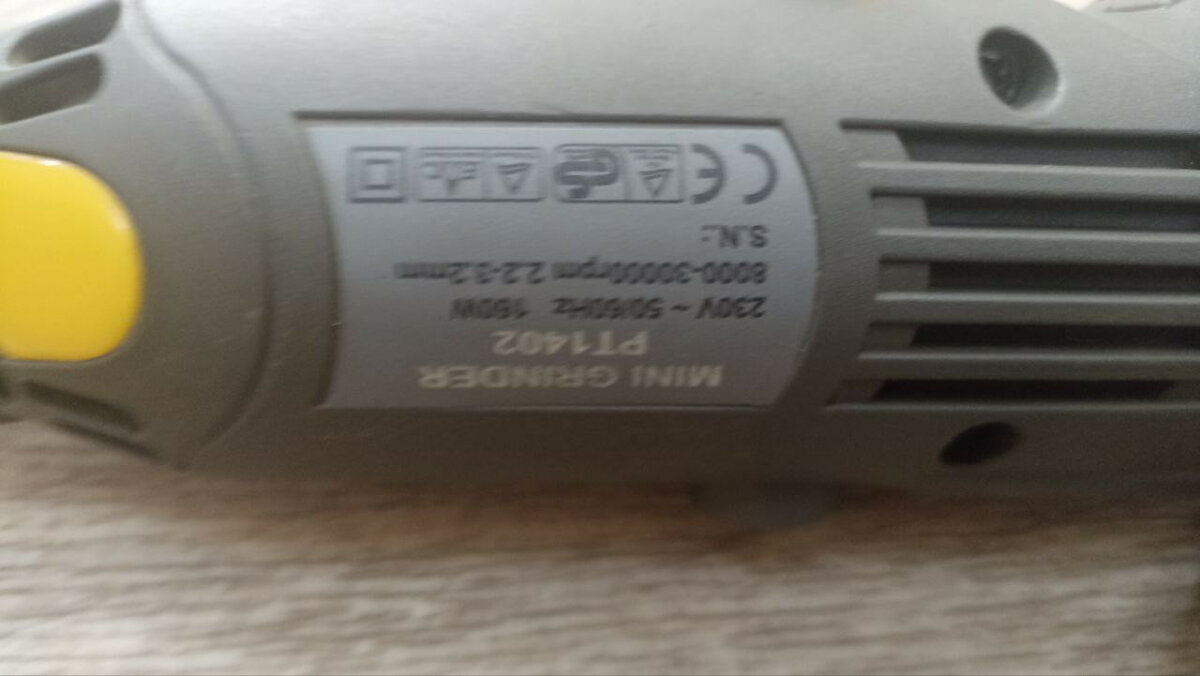 MINI GRINDER
PT1402
230V ~ 50/60Hz 160W
8000-30000rpm 2.2-3.2mm
S.N.:
CE